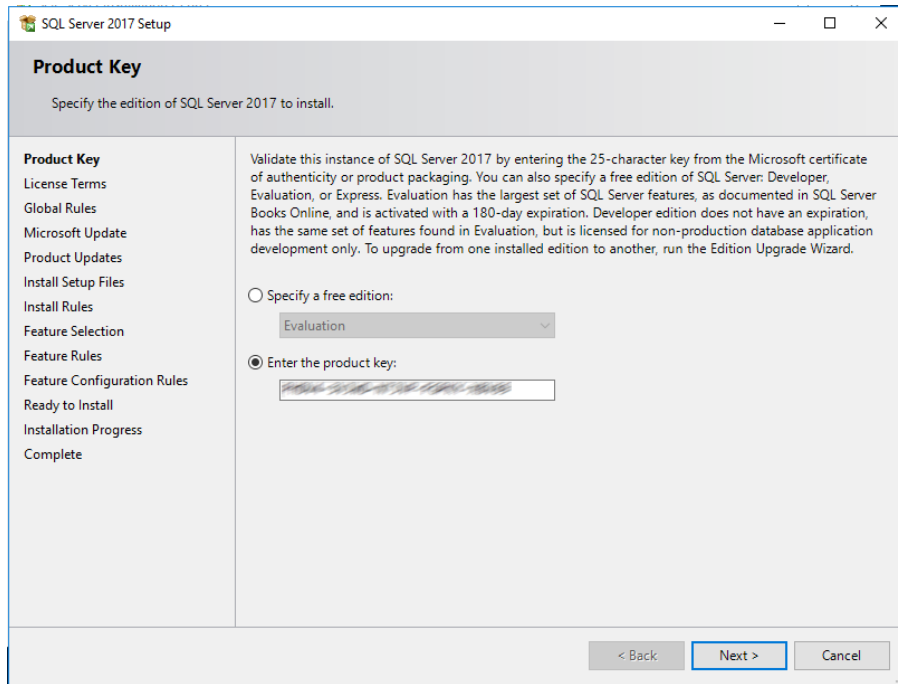 SQL Server 2017 Setup
Product Key
Specify the edition of SQL Server 2017 to install.
Product Key
License Terms
Global Rules
Microsoft Update
Product Updates
Install Setup Files
Install Rules
Feature Selection
Feature Rules
Feature Configuration Rules
Ready to Install
Installation Progress
Complete
Validate this instance of SQL Server 2017 by entering the 25-character key from the Microsoft certificate
of authenticity or product packaging. You can also specify a free edition of SQL Server: Developer,
Evaluation, or Express. Evaluation has the largest set of SQL Server features, as documented in SQL Server
Books Online, and is activated with a 180-day expiration. Developer edition does not have an expiration,
has the same set of features found in Evaluation, but is licensed for non-production database application
development only. To upgrade from one installed edition to another, run the Edition Upgrade Wizard.
Specify a free edition:
Evaluation
Enter the product key:
< Back
Next >
Cancel